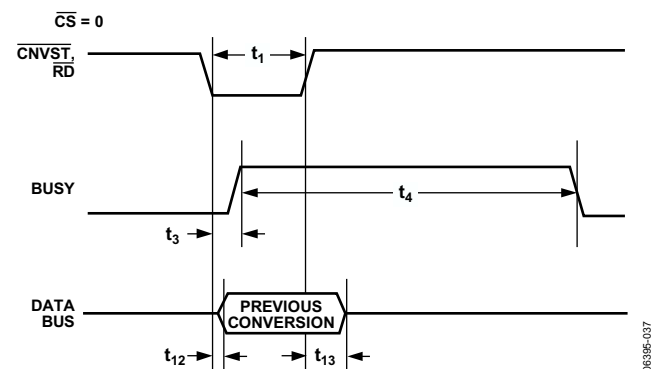 CS = 0
CNVST,
RD
t1
BUSY
t4
t3
DATA
BUS
PREVIOUS
CONVERSION
t12
t13
06395-037